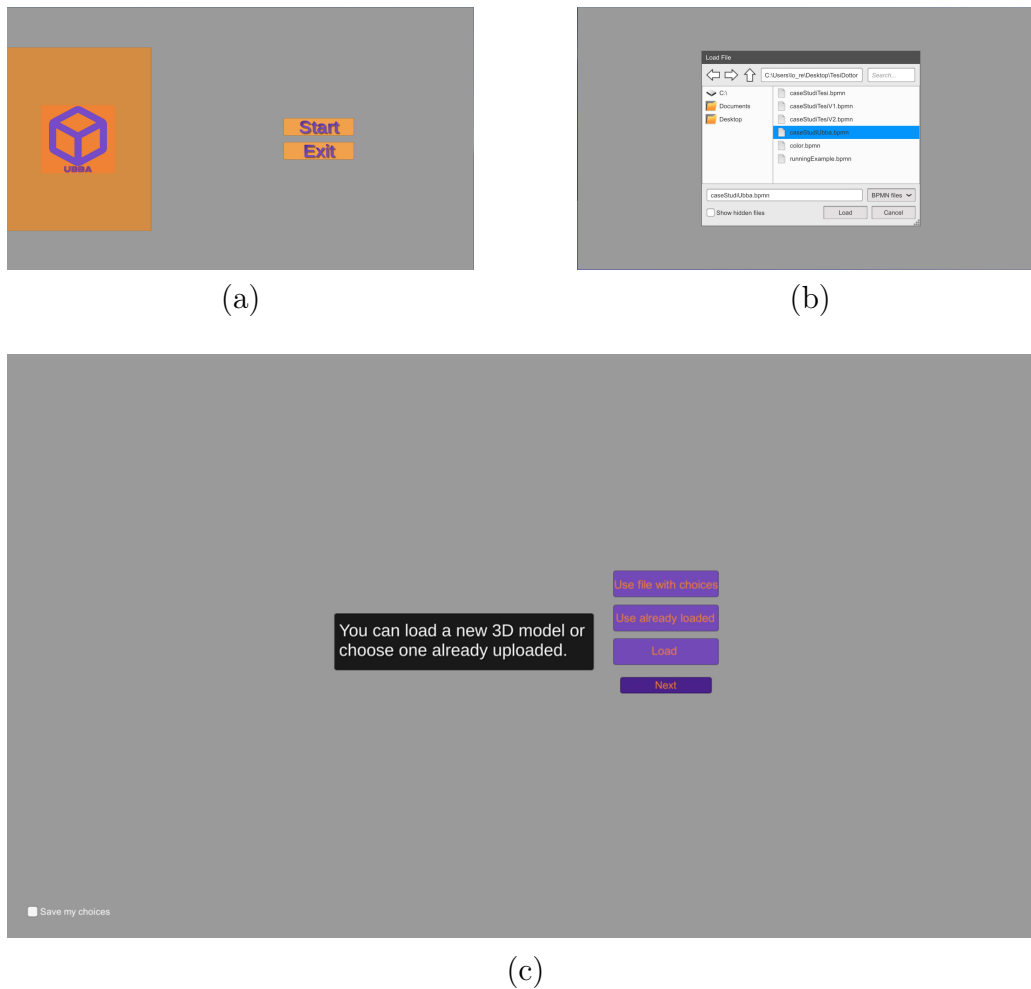 UBBA
Start
Exit
(a)
Load File
C:\Users\lo_re\Desktop\TesiDottor
Search...
C:\
Documents
Desktop
caseStudiTesi.bpmn
caseStudiTesiV1.bpmn
caseStudiTesiV2.bpmn
caseStudiUbba.bpmn
color.bpmn
runningExample.bpmn
caseStudiUbba.bpmn
BPMN files
Show hidden files
Load
Cancel
(b)
You can load a new 3D model or
choose one already uploaded.
Use file with choices
Use already loaded
Load
Next
Save my choices
(c)